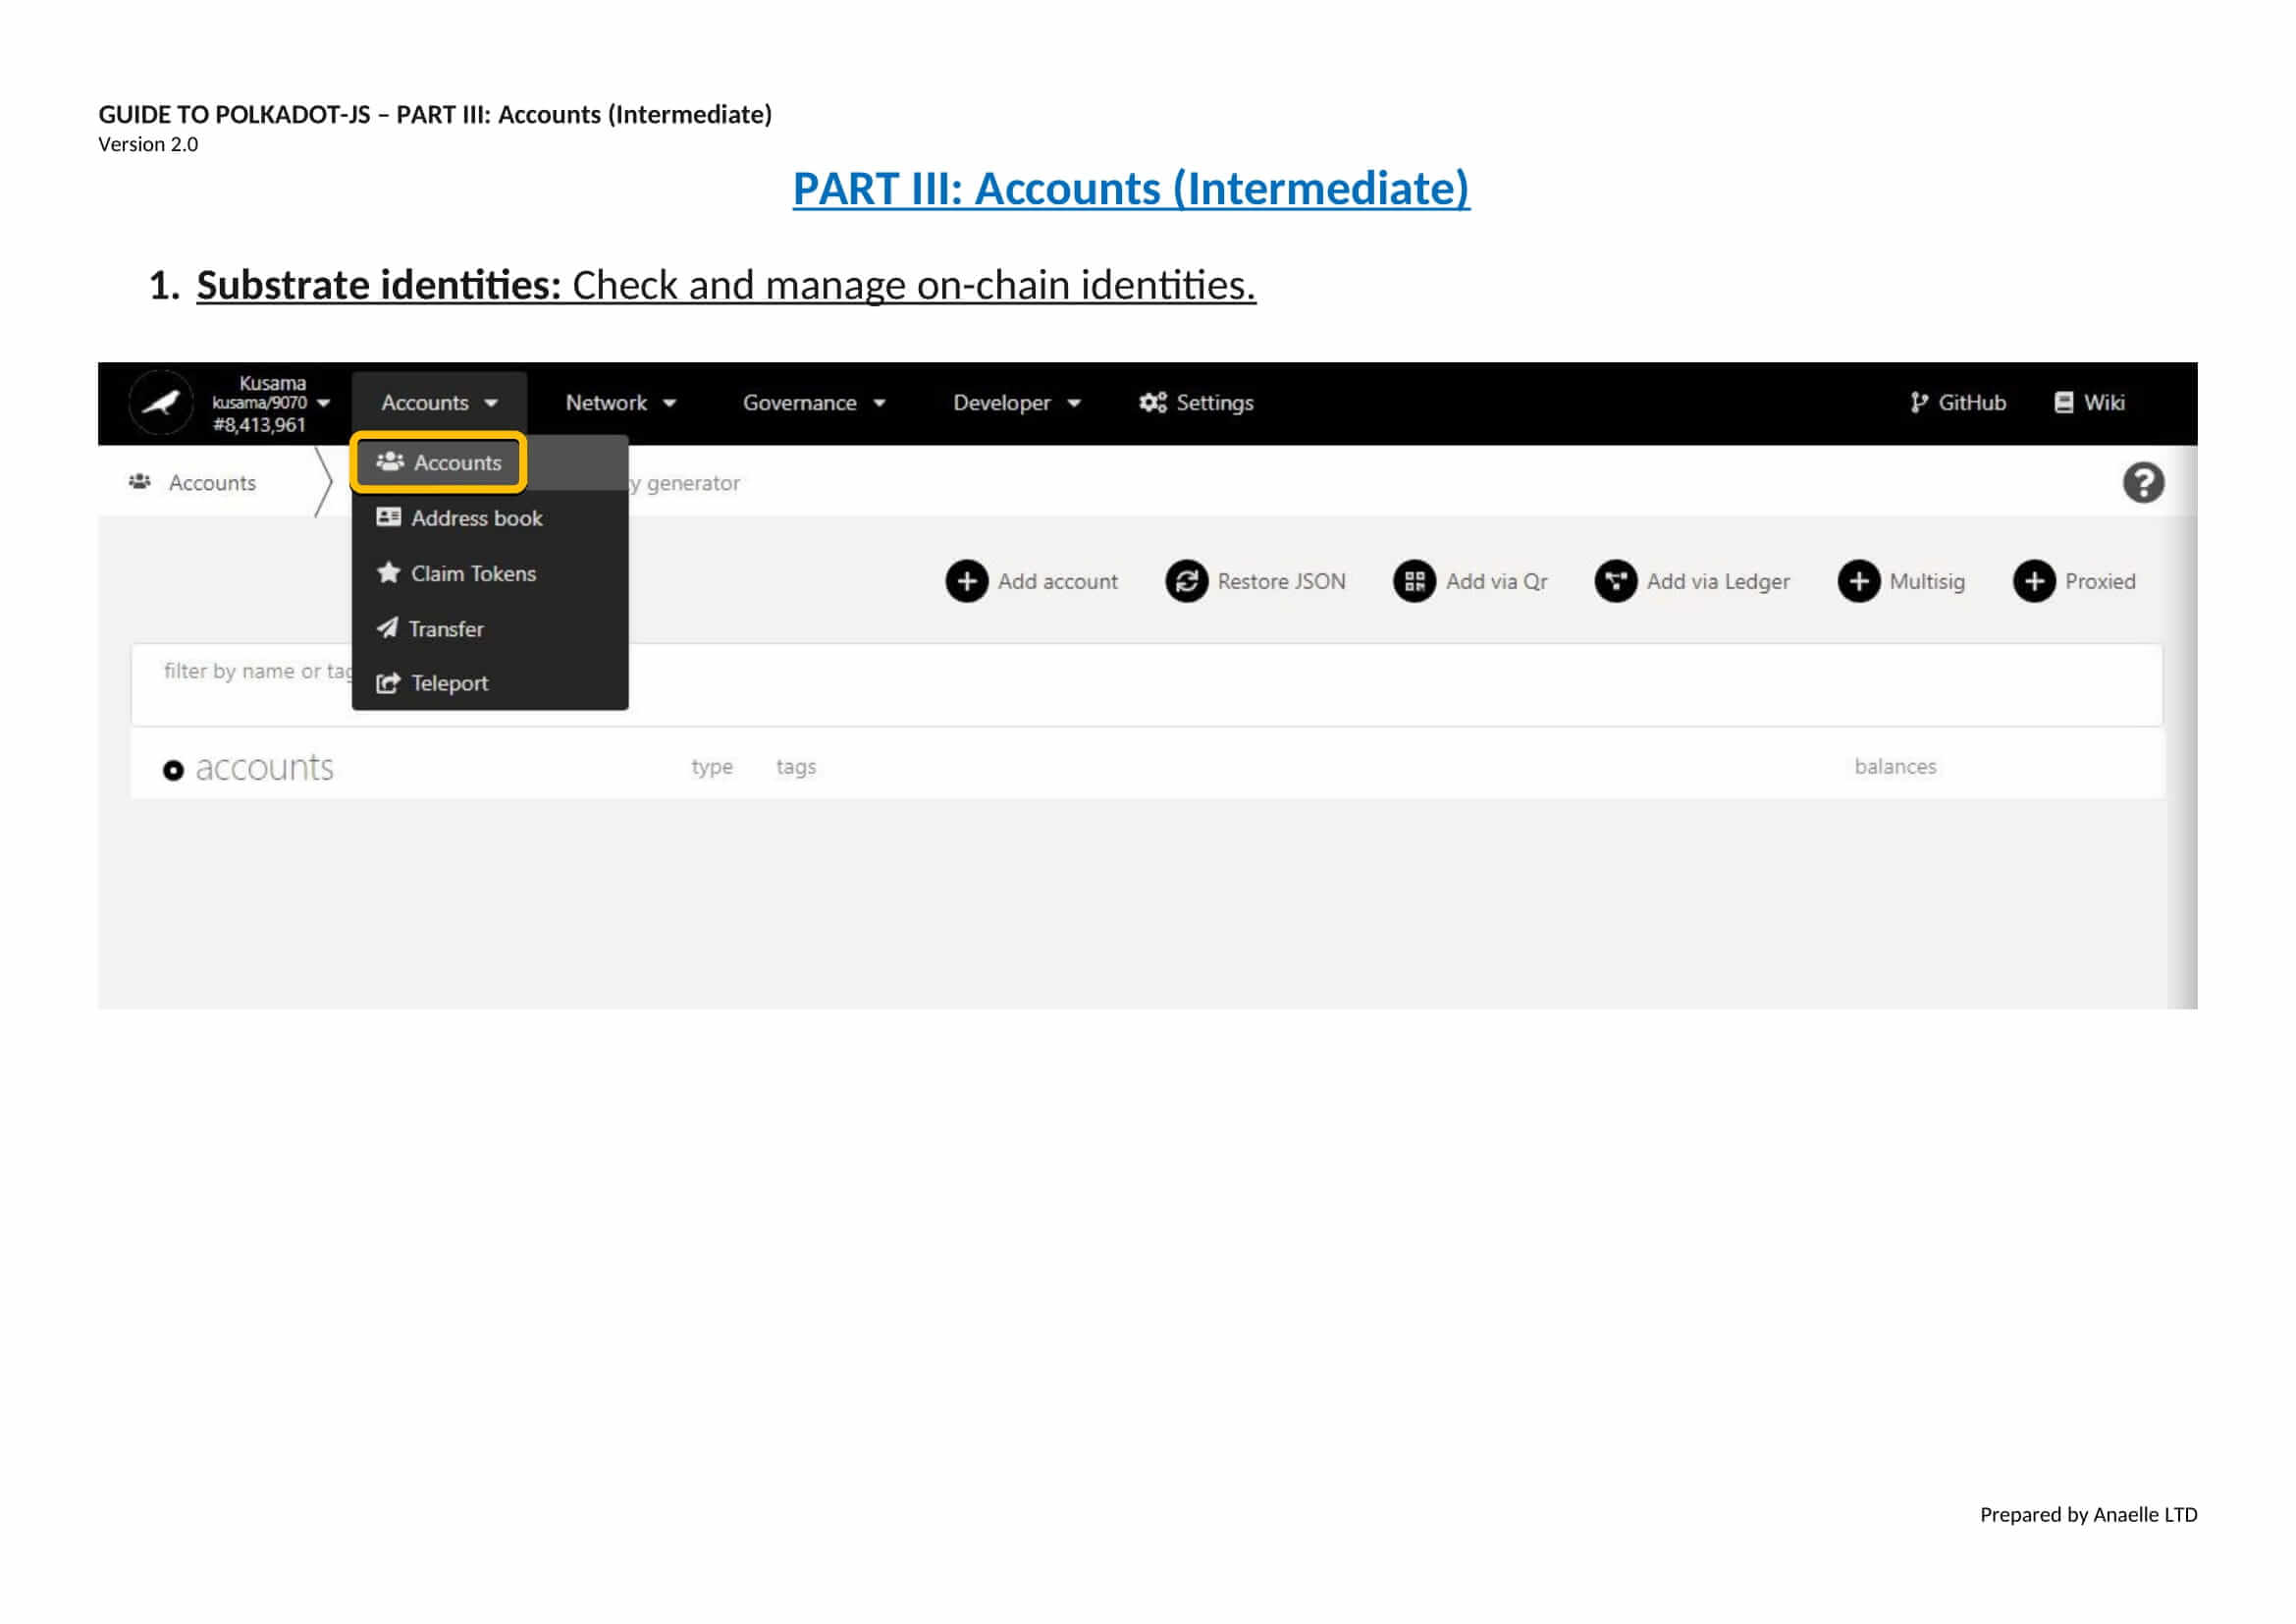 GUIDE TO POLKADOT-JS – PART III: Accounts (Intermediate)
Version 2.0
PART III: Accounts (Intermediate)
1. Substrate identities: Check and manage on-chain identities.
Kusama
kusama/9070
#8,413,961
Accounts
Network
Governance
Developer
Settings
GitHub
Wiki
Accounts
Accounts
y generator
Address book
Claim Tokens
Transfer
Teleport
Add account
Restore JSON
Add via Qr
Add via Ledger
Multisig
Proxied
filter by name or tag
accounts
type
tags
balances
Prepared by Anaelle LTD